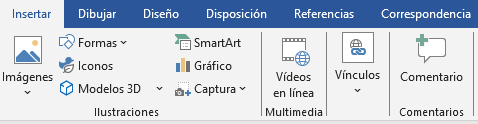 Insertar Dibujar Diseño Disposición Referencias Correspondencia
Imágenes
Formas
Iconos
Modelos 3D
SmartArt
Gráfico
Captura
Ilustraciones
Vídeos
en línea
Multimedia
Vínculos
Comentario
Comentarios